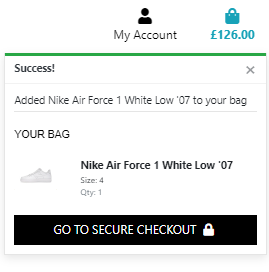 My Account
£126.00
Success!
×
Added Nike Air Force 1 White Low '07 to your bag
YOUR BAG
Nike Air Force 1 White Low '07
Size: 4
Qty: 1
GO TO SECURE CHECKOUT